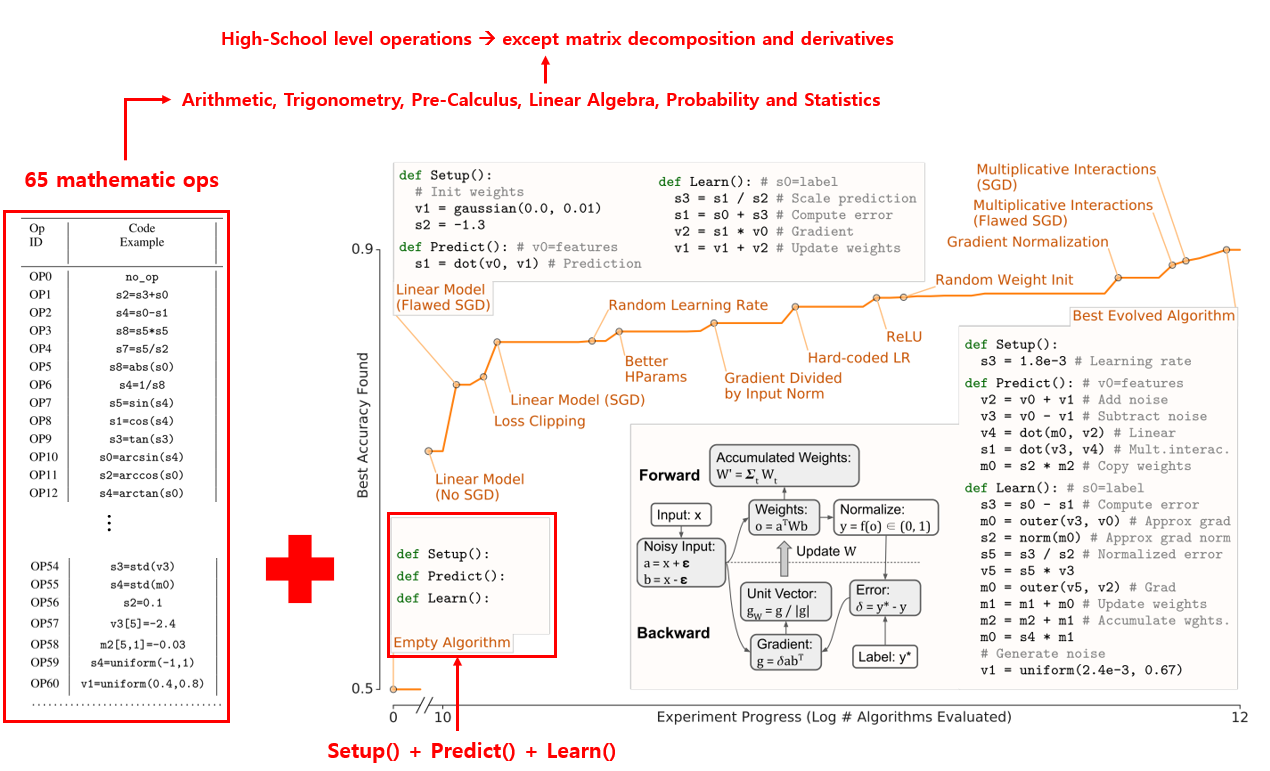 High-School level operations → except matrix decomposition and derivatives
Arithmetic, Trigonometry, Pre-Calculus, Linear Algebra, Probability and Statistics
65 mathematic ops
Op
ID
Code
Example
OP0 no_op
OP1 s2=s3+s0
OP2 s4=s0-s1
OP3 s8=s5*s5
OP4 s7=s5/s2
OP5 s8=abs(s0)
OP6 s4=1/s8
OP7 s5=sin(s4)
OP8 s1=cos(s4)
OP9 s3=tan(s3)
OP10 s0=arcsin(s4)
OP11 s2=arccos(s0)
OP12 s4=arctan(s0)
⋮
OP54 s3=std(v3)
OP55 s4=std(m0)
OP56 s2=0.1
OP57 v3[5]=-2.4
OP58 m2[5,1]=-0.03
OP59 s4=uniform(-1,1)
OP60 v1=uniform(0.4,0.8)
Best Accuracy Found
0.9
0.5
def Setup():
# Init weights
v1 = gaussian(0.0, 0.01)
s2 = -1.3
def Predict(): # v0=features
s1 = dot(v0, v1) # Prediction
def Learn(): # s0=label
s3 = s1 / s2 # Scale prediction
s1 = s0 + s3 # Compute error
v2 = s1 * v0 # Gradient
v1 = v1 + v2 # Update weights
Linear Model
(Flawed SGD)
Linear Model
(No SGD)
Loss Clipping
Linear Model (SGD)
Random Learning Rate
Better
HParams
Gradient Divided
by Input Norm
Hard-coded LR
ReLU
Random Weight Init
Gradient Normalization
Multiplicative Interactions
(Flawed SGD)
Multiplicative Interactions
(SGD)
Best Evolved Algorithm
def Setup():
s3 = 1.8e-3 # Learning rate
def Predict(): # v0=features
v2 = v0 + v1 # Add noise
v3 = v0 - v1 # Subtract noise
v4 = dot(m0, v2) # Linear
s1 = dot(v3, v4) # Mult.interac.
m0 = s2 * m2 # Copy weights
def Learn(): # s0=label
s3 = s0 - s1 # Compute error
m0 = outer(v3, v0) # Approx grad
s2 = norm(m0) # Approx grad norm
s5 = s3 / s2 # Normalized error
v5 = s5 * v3
m0 = outer(v5, v2) # Grad
m1 = m1 + m0 # Update weights
m2 = m2 + m1 # Accumulate wghts.
m0 = s4 * m1
# Generate noise
v1 = uniform(2.4e-3, 0.67)
Forward
Accumulated Weights:
W' = Σt Wt
Input: x
Weights:
o = aᵀWb
Normalize:
y = f(o) ∈ (0, 1)
Noisy Input:
a = x + ε
b = x - ε
Update W
Unit Vector:
gW = g / |g|
Error:
δ = y* - y
Backward
Gradient:
g = δabᵀ
Label: y*
def Setup():
def Predict():
def Learn():
Empty Algorithm
0 10 12
Experiment Progress (Log # Algorithms Evaluated)
Setup() + Predict() + Learn()